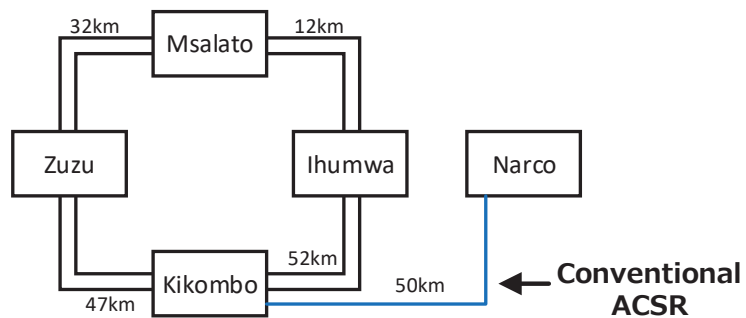 32km
12km
Msalato
Zuzu
Ihumwa
Narco
52km
Kikombo
50km
47km
Conventional
ACSR